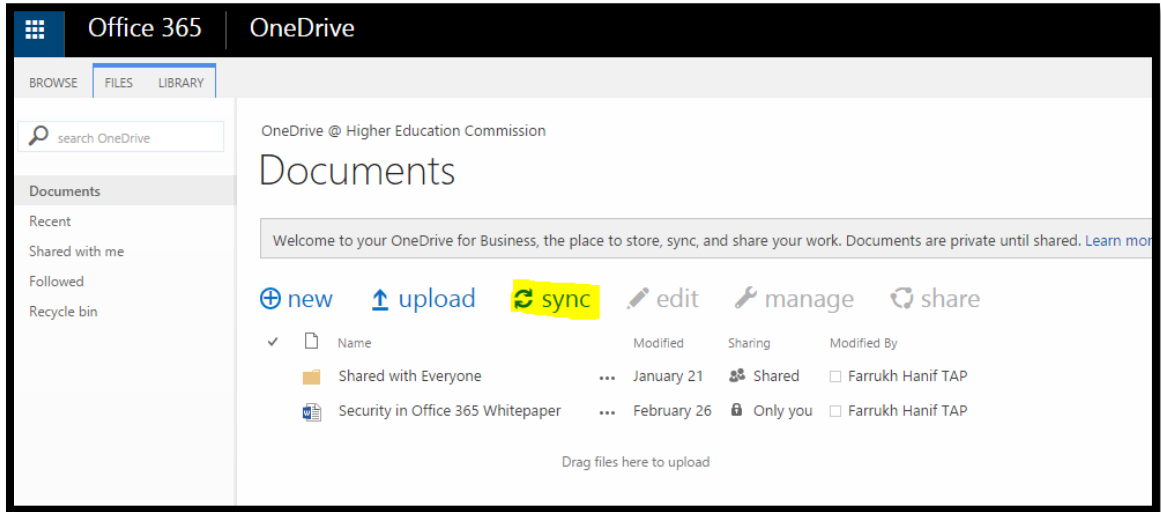 Office 365 OneDrive
BROWSE FILES LIBRARY
search OneDrive
Documents
Recent
Shared with me
Followed
Recycle bin
OneDrive @ Higher Education Commission
Documents
Welcome to your OneDrive for Business, the place to store, sync, and share your work. Documents are private until shared. Learn mor
new upload sync edit manage share
Name Modified Sharing Modified By
Shared with Everyone ... January 21 Shared Farrukh Hanif TAP
Security in Office 365 Whitepaper ... February 26 Only you Farrukh Hanif TAP
Drag files here to upload